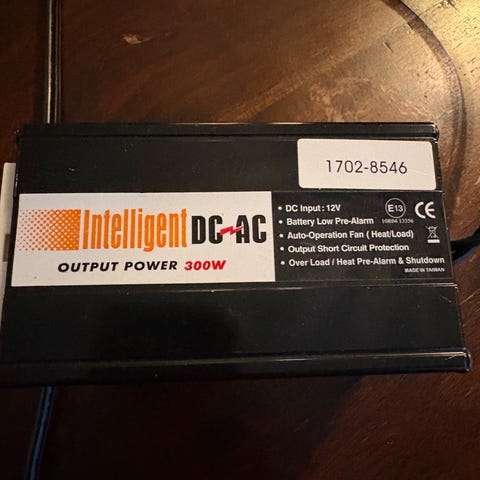 1702-8546
Intelligent DC AC
OUTPUT POWER 300W
• DC Input : 12V
• Battery Low Pre-Alarm
• Auto-Operation Fan ( Heat/Load)
• Output Short Circuit Protection
• Over Load / Heat Pre-Alarm & Shutdown
E13
CE
MADE IN TAIWAN